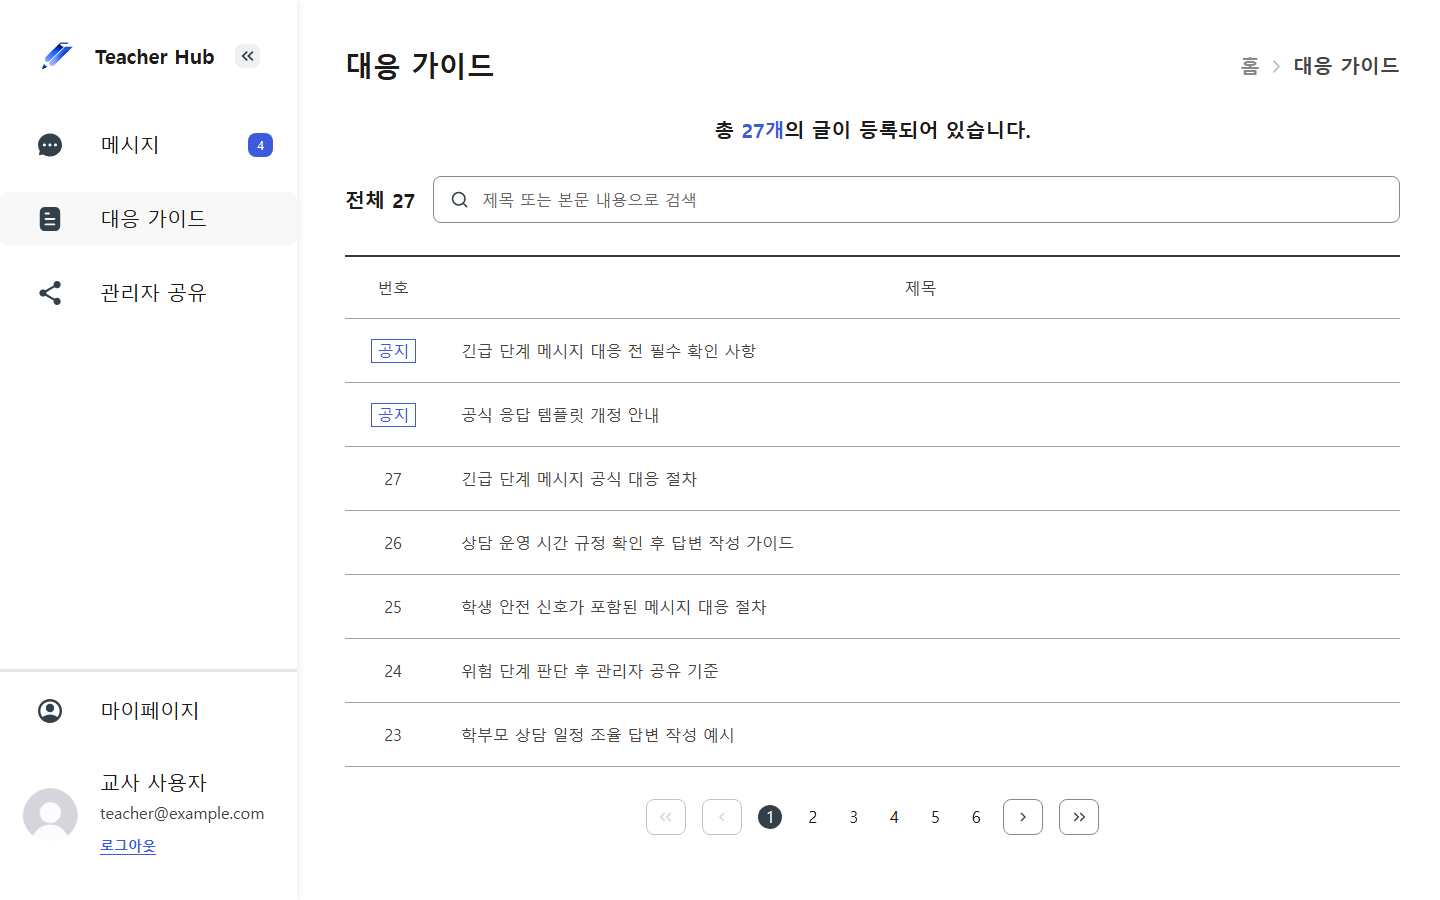 Teacher Hub
메시지 4
대응 가이드
관리자 공유
마이페이지
교사 사용자
teacher@example.com
로그아웃
대응 가이드
홈 > 대응 가이드
총 27개의 글이 등록되어 있습니다.
전체 27
제목 또는 본문 내용으로 검색
번호 제목
공지 긴급 단계 메시지 대응 전 필수 확인 사항
공지 공식 응답 템플릿 개정 안내
27 긴급 단계 메시지 공식 대응 절차
26 상담 운영 시간 규정 확인 후 답변 작성 가이드
25 학생 안전 신호가 포함된 메시지 대응 절차
24 위험 단계 판단 후 관리자 공유 기준
23 학부모 상담 일정 조율 답변 작성 예시
1 2 3 4 5 6